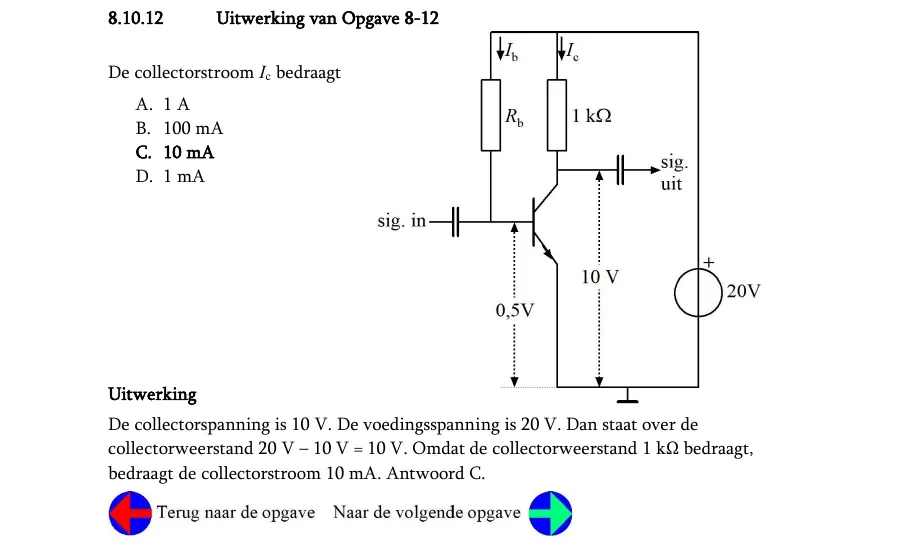 8.10.12 Uitwerking van Opgave 8-12
De collectorstroom Ic bedraagt
A. 1 A
B. 100 mA
C. 10 mA
D. 1 mA
Ib
Ic
Rb
1 kΩ
sig.
uit
sig. in
10 V
+
20V
0,5V
Uitwerking
De collectorspanning is 10 V. De voedingsspanning is 20 V. Dan staat over de
collectorweerstand 20 V – 10 V = 10 V. Omdat de collectorweerstand 1 kΩ bedraagt,
bedraagt de collectorstroom 10 mA. Antwoord C.
Terug naar de opgave Naar de volgende opgave